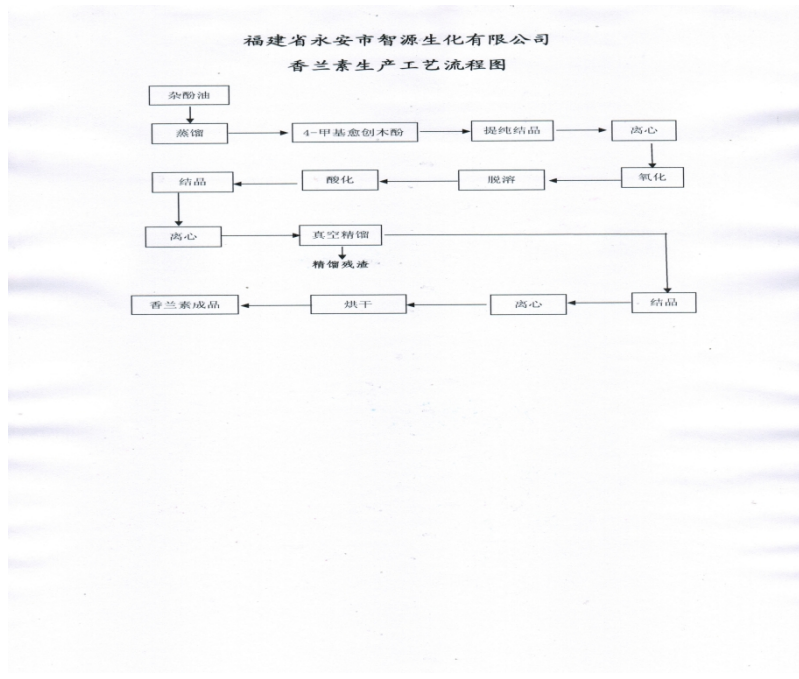 福建省永安市智源生化有限公司
香兰素生产工艺流程图
杂酚油
蒸馏
4-甲基愈创木酚
提纯结晶
离心
氧化
脱溶
酸化
结晶
离心
真空精馏
精馏残渣
结晶
离心
烘干
香兰素成品